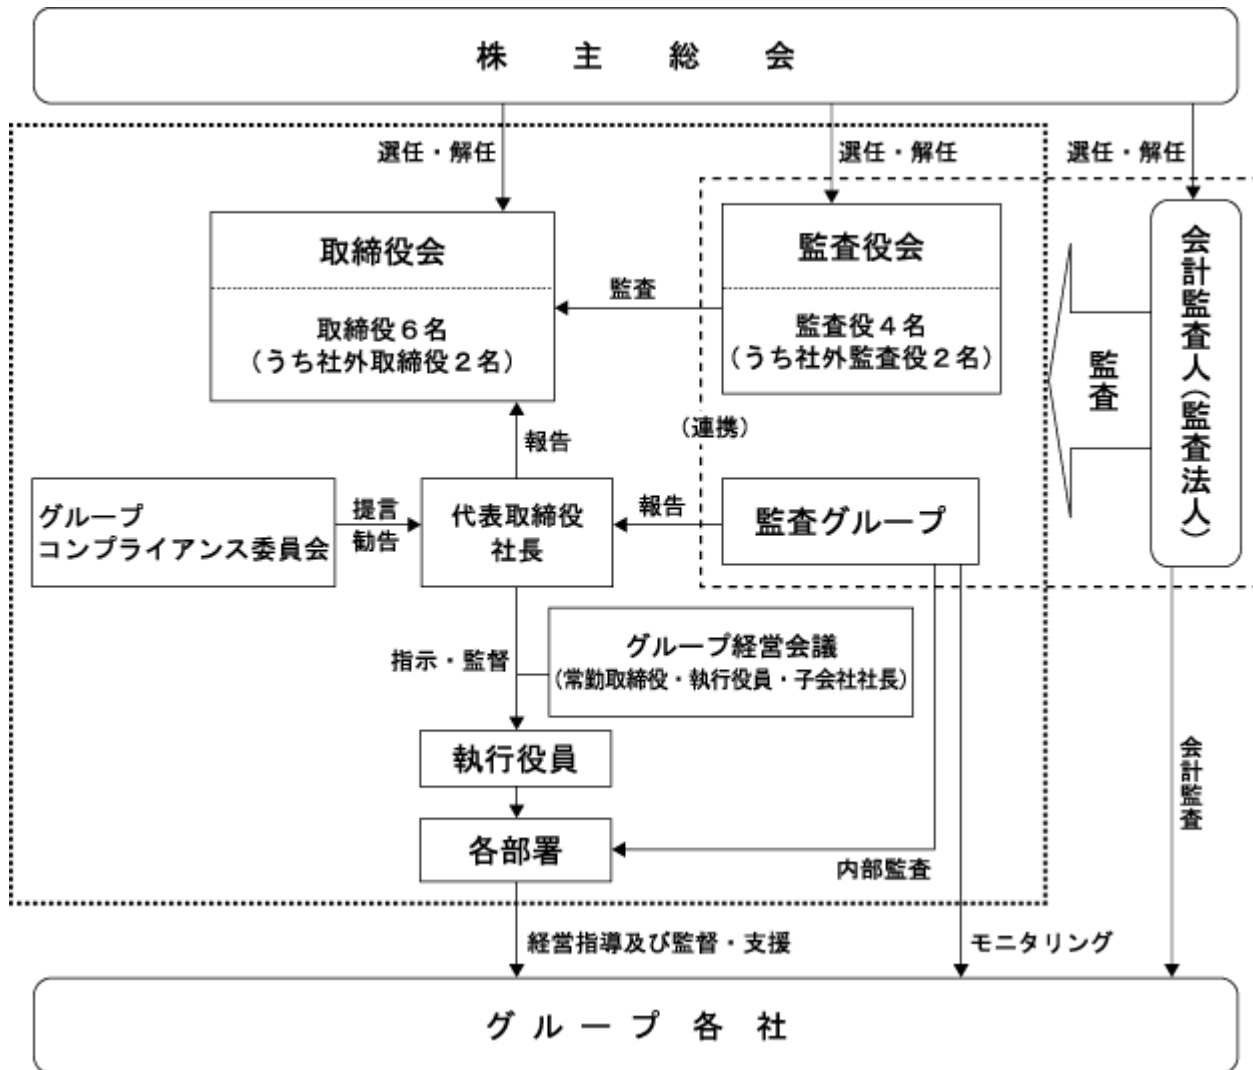 株主総会
選任・解任
選任・解任
選任・解任
取締役会
取締役６名
（うち社外取締役２名）
監査
監査役会
監査役４名
（うち社外監査役２名）
会計監査人（監査法人）
監査
（連携）
報告
グループ
コンプライアンス委員会
提言
勧告
代表取締役
社長
報告
監査グループ
指示・監督
グループ経営会議
（常勤取締役・執行役員・子会社社長）
執行役員
各部署
内部監査
会計監査
経営指導及び監督・支援
モニタリング
グループ各社